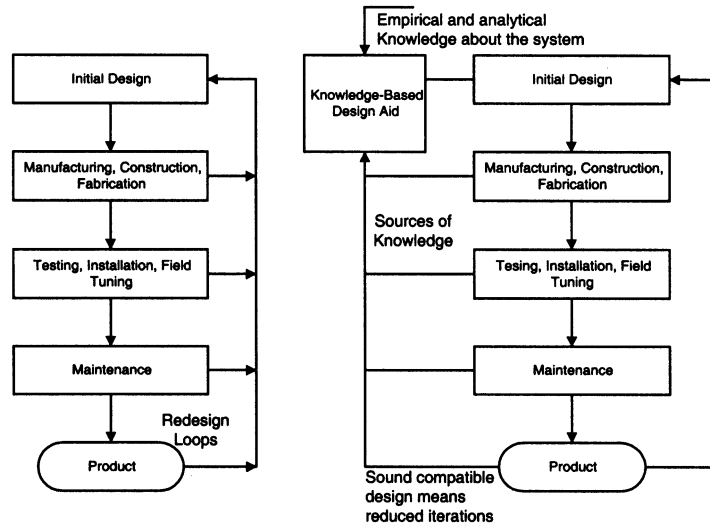 Initial Design
Manufacturing, Construction,
Fabrication
Testing, Installation, Field
Tuning
Maintenance
Redesign
Loops
Product
Empirical and analytical
Knowledge about the system
Knowledge-Based
Design Aid
Initial Design
Manufacturing, Construction,
Fabrication
Sources of
Knowledge
Tesing, Installation, Field
Tuning
Maintenance
Product
Sound compatible
design means
reduced iterations